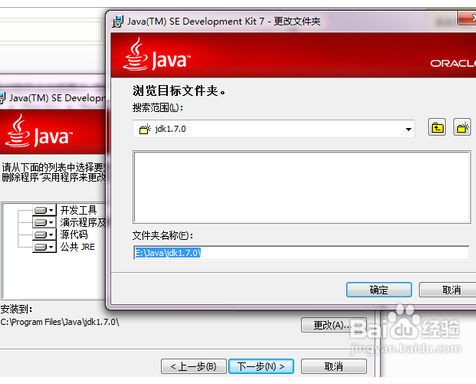 Java(TM) SE Development Kit 7 - 更改文件夹
Java™
ORACLE
浏览目标文件夹。
搜索范围(L):
jdk1.7.0
文件夹名称(F):
E:\Java\jdk1.7.0\
确定
取消
Java(TM) SE Developm
Java™
请从下面的列表中选择要
删除程序"实用程序来更改
开发工具
演示程序及
源代码
公共 JRE
安装到:
C:\Program Files\Java\jdk1.7.0\
更改(A)...
< 上一步(B)
下一步(N) >
取消
Baidu 经验
jingyan.baidu.com